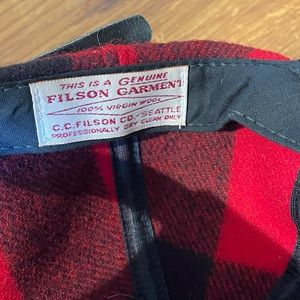 THIS IS A GENUINE
FILSON GARMENT
100% VIRGIN WOOL
C.C. FILSON CO. SEATTLE
PROFESSIONALLY DRY CLEAN ONLY